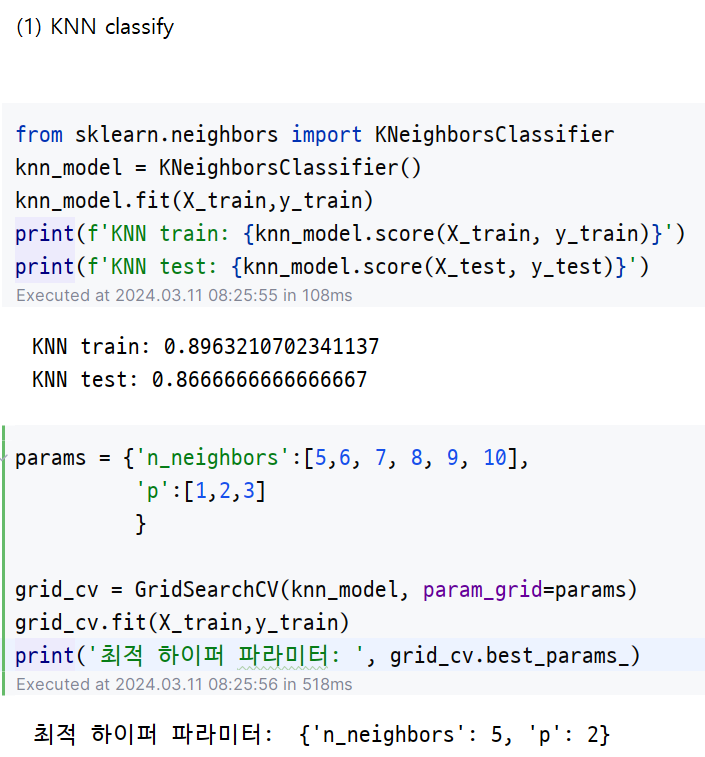 (1) KNN classify
from sklearn.neighbors import KNeighborsClassifier
knn_model = KNeighborsClassifier()
knn_model.fit(X_train,y_train)
print(f'KNN train: {knn_model.score(X_train, y_train)}')
print(f'KNN test: {knn_model.score(X_test, y_test)}')
Executed at 2024.03.11 08:25:55 in 108ms
KNN train: 0.8963210702341137
KNN test: 0.8666666666666667
params = {'n_neighbors':[5,6, 7, 8, 9, 10],
'p':[1,2,3]
}
grid_cv = GridSearchCV(knn_model, param_grid=params)
grid_cv.fit(X_train,y_train)
print('최적 하이퍼 파라미터: ', grid_cv.best_params_)
Executed at 2024.03.11 08:25:56 in 518ms
최적 하이퍼 파라미터:  {'n_neighbors': 5, 'p': 2}